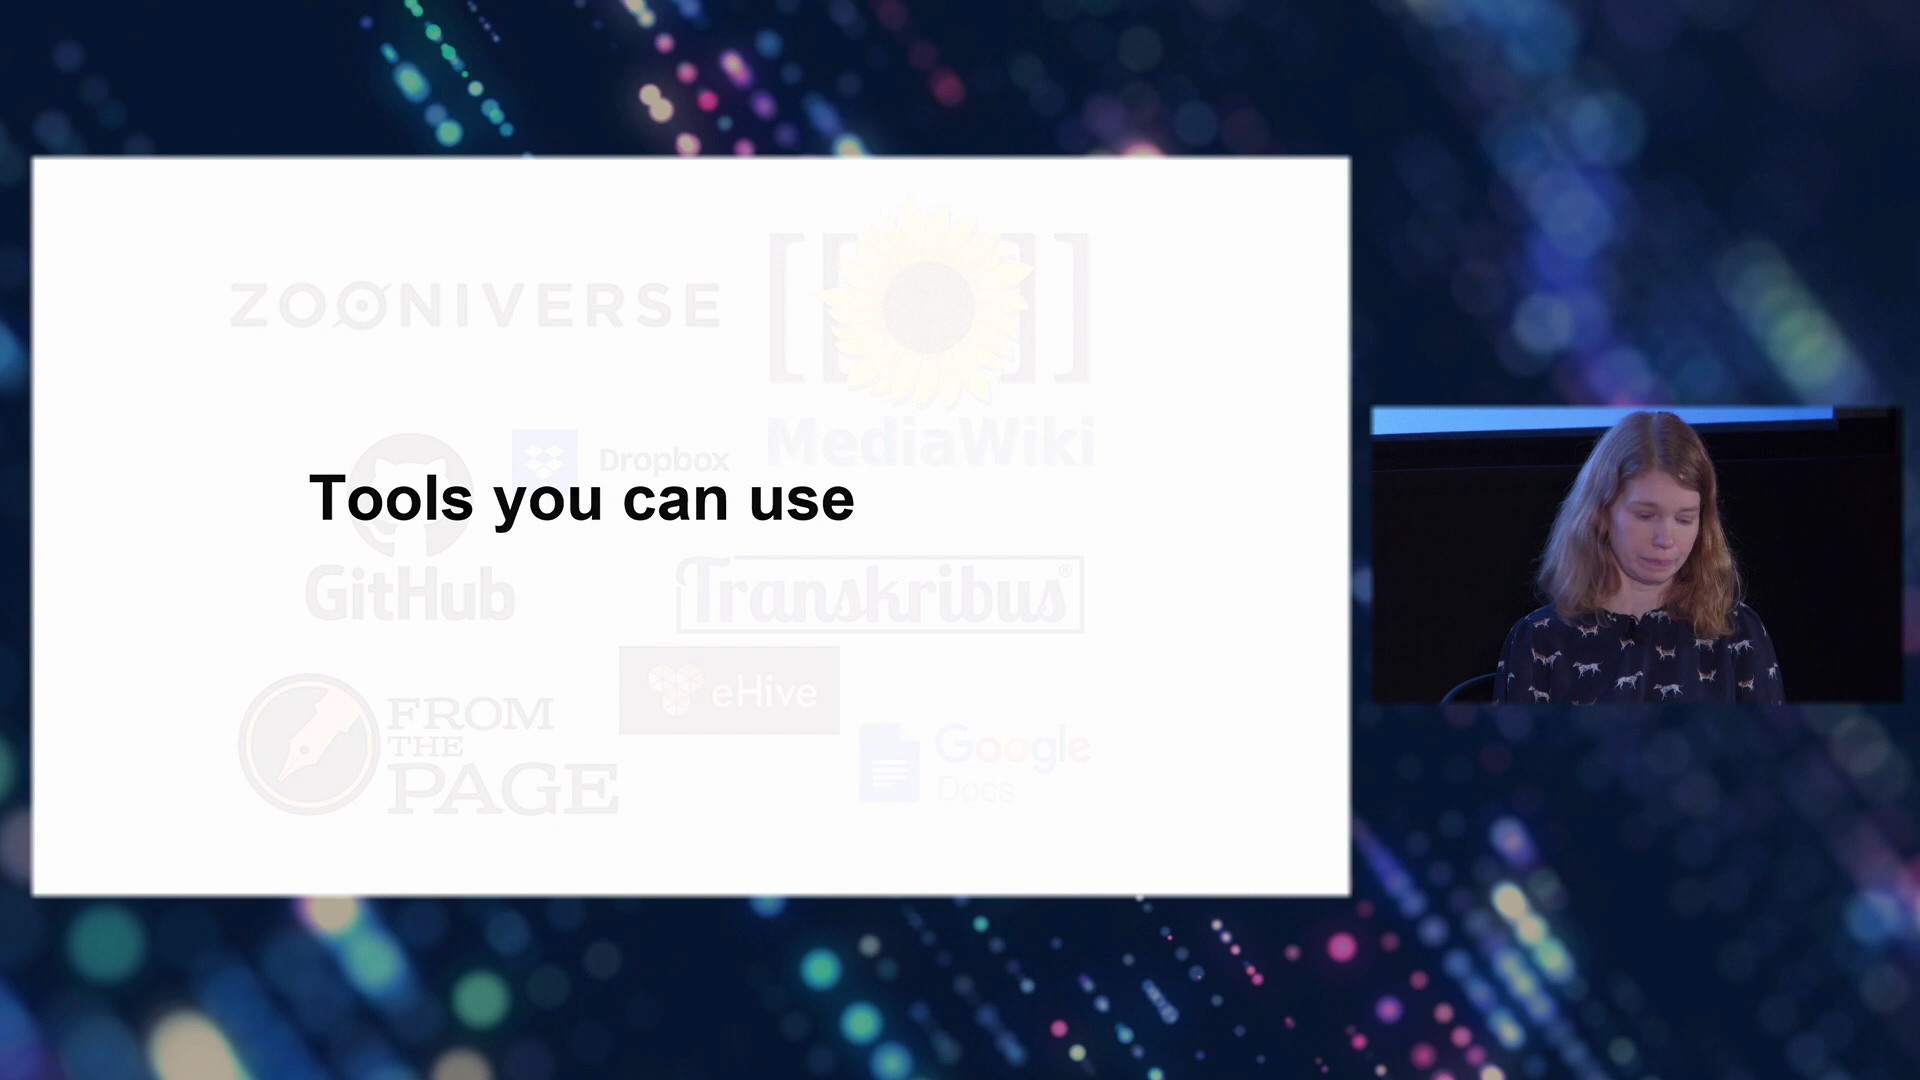 ZOONIVERSE
[[ ]]
MediaWiki
Dropbox
Tools you can use
GitHub
Transkribus®
eHive
FROM
THE
PAGE
Google
Docs